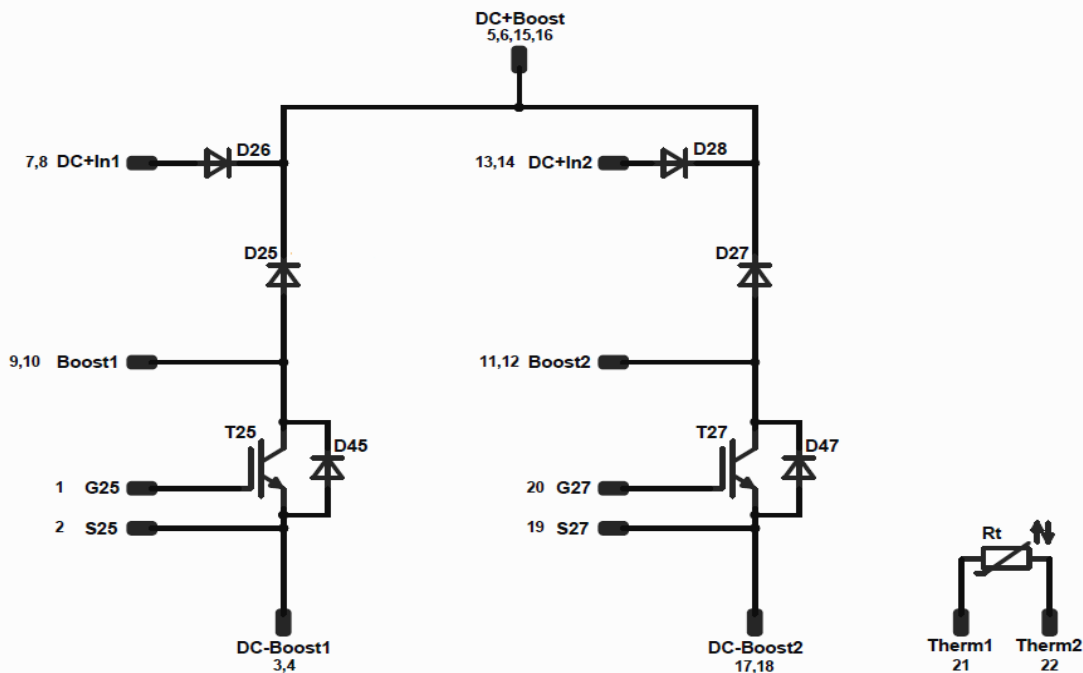 DC+Boost
5,6,15,16
7,8 DC+In1
D26
13,14 DC+In2
D28
D25
D27
9,10 Boost1
11,12 Boost2
T25
D45
T27
D47
1 G25
20 G27
2 S25
19 S27
Rt
DC-Boost1
3,4
DC-Boost2
17,18
Therm1
21
Therm2
22